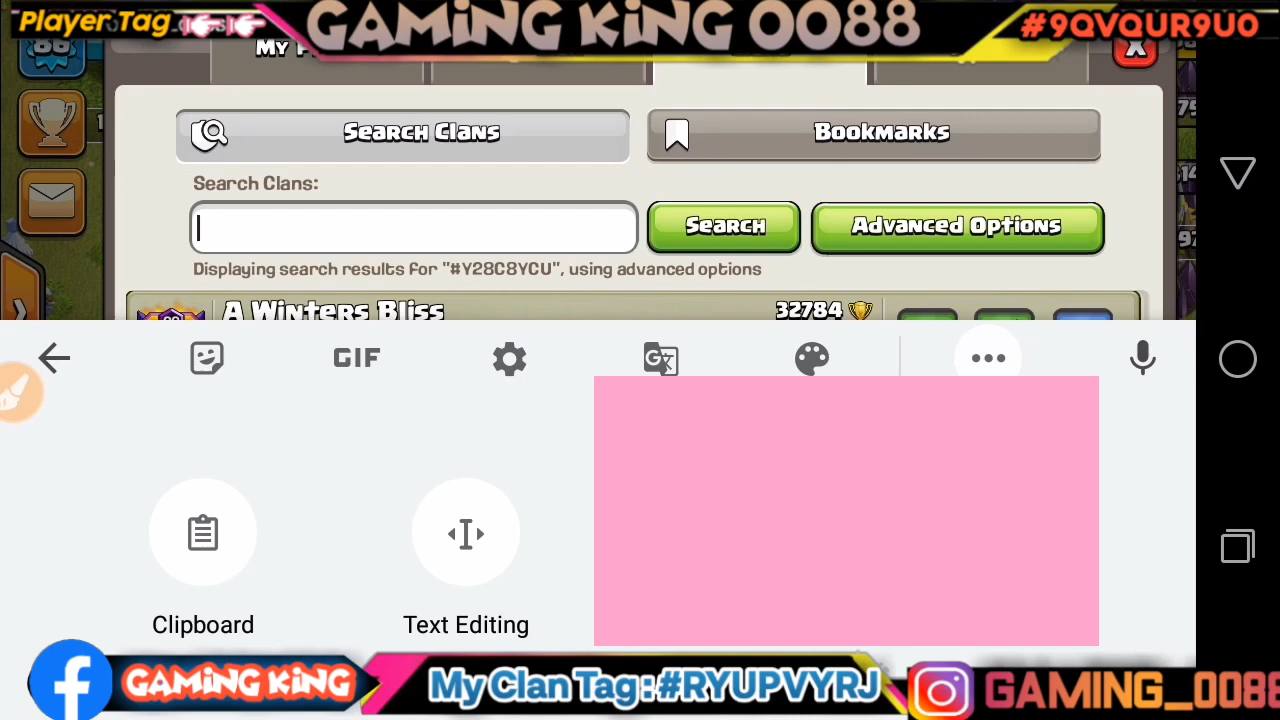 Player Tag
GAMiNG KiNG 0088
#9QVQUR9U0
X
Search Clans
Bookmarks
Search Clans:
Search
Advanced Options
Displaying search results for "#Y28C8YCU", using advanced options
A Winters Bliss
32784
GIF
Clipboard
Text Editing
GAMiNG KiNG
My Clan Tag:#RYUPVYRJ
GAMING_0088